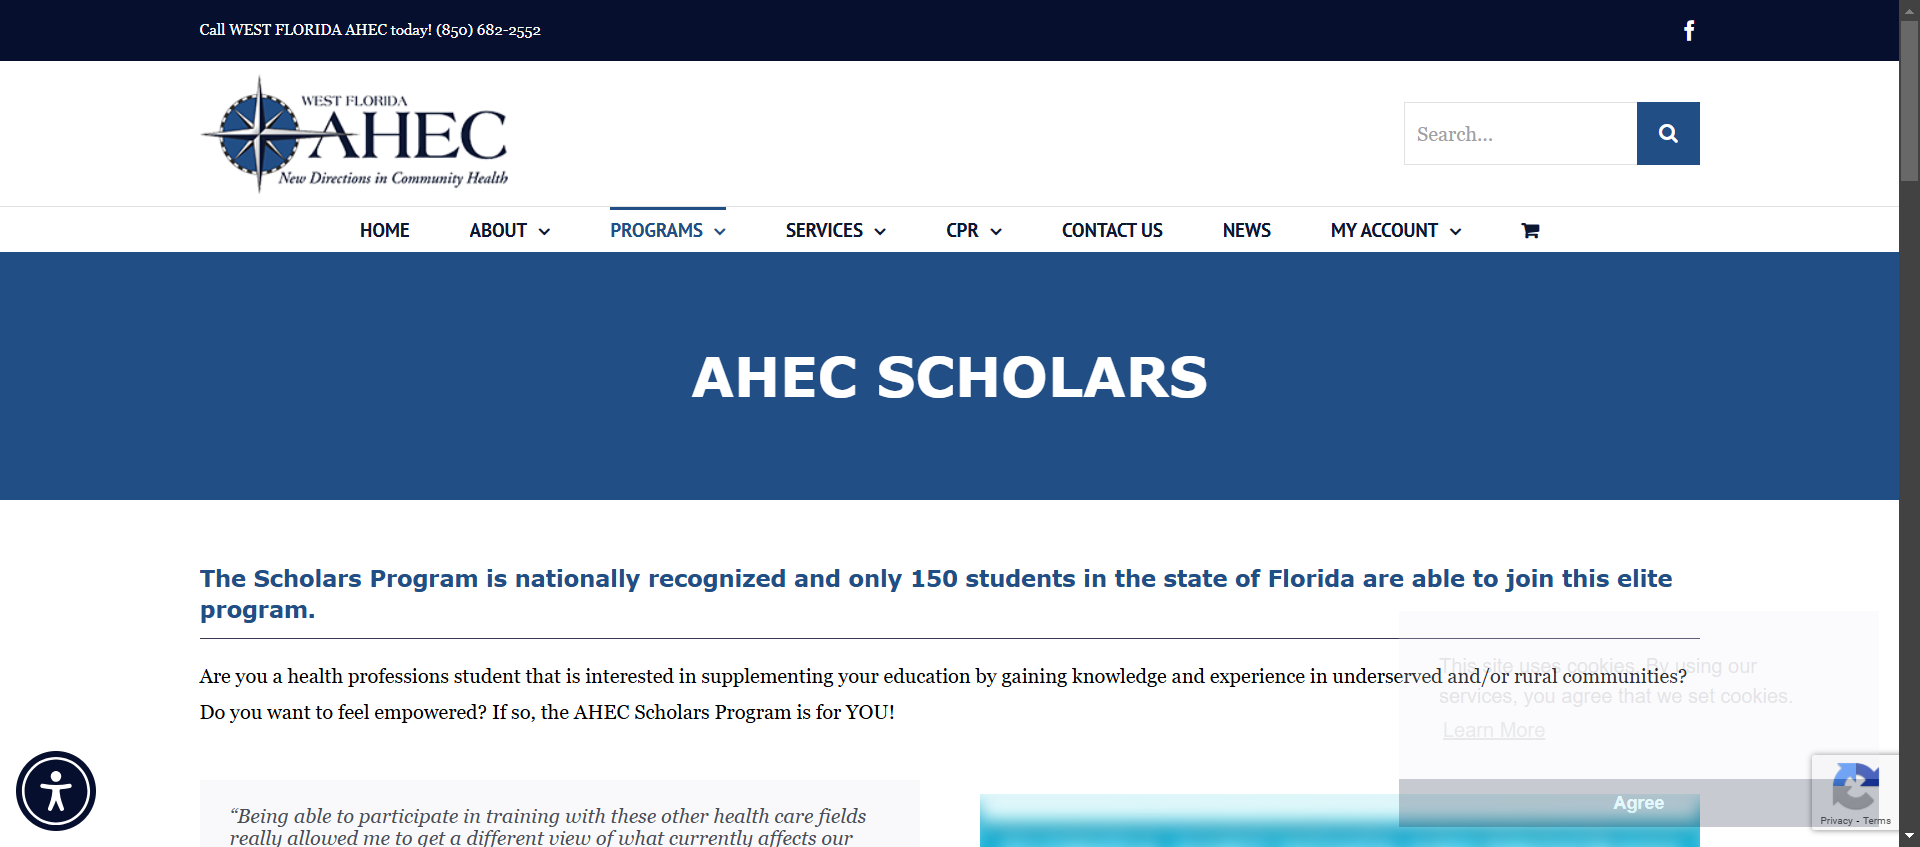 Call WEST FLORIDA AHEC today! (850) 682-2552
WEST FLORIDA
AHEC
New Directions in Community Health
Search...
HOME ABOUT PROGRAMS SERVICES CPR CONTACT US NEWS MY ACCOUNT
AHEC SCHOLARS
The Scholars Program is nationally recognized and only 150 students in the state of Florida are able to join this elite
program.
Are you a health professions student that is interested in supplementing your education by gaining knowledge and experience in underserved and/or rural communities?
Do you want to feel empowered? If so, the AHEC Scholars Program is for YOU!
This site uses cookies. By using our
services, you agree that we set cookies.
Learn More
Agree
Privacy - Terms
“Being able to participate in training with these other health care fields
really allowed me to get a different view of what currently affects our